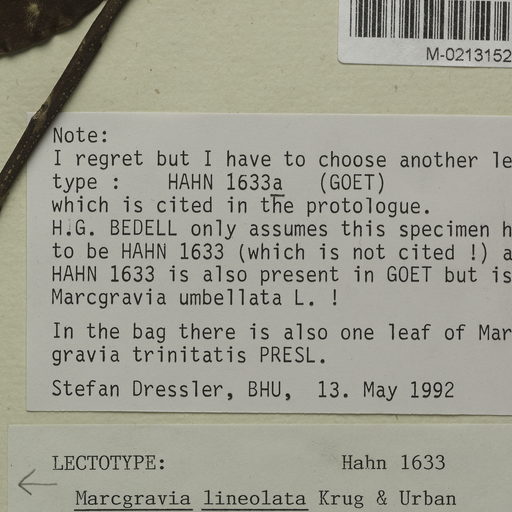 M-0213152
Note:
I regret but I have to choose another le
type : HAHN 1633a (GOET)
which is cited in the protologue.
H.G. BEDELL only assumes this specimen h
to be HAHN 1633 (which is not cited !) a
HAHN 1633 is also present in GOET but is
Marcgravia umbellata L. !
In the bag there is also one leaf of Mar
gravia trinitatis PRESL.
Stefan Dressler, BHU, 13. May 1992
LECTOTYPE: Hahn 1633
Marcgravia lineolata Krug & Urban